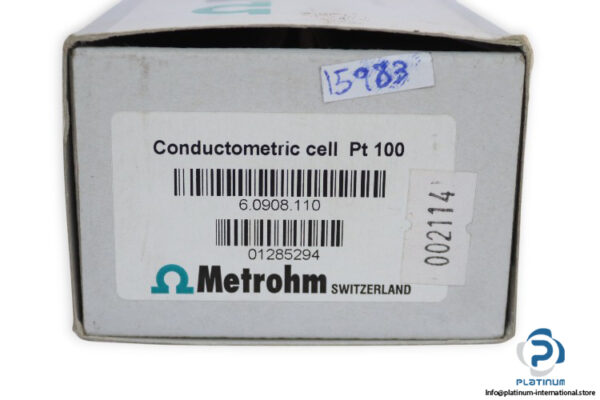 15983
Conductometric cell Pt 100
6.0908.110
01285294
Metrohm SWITZERLAND
002114
PLATINUM
Info@platinum-international.store